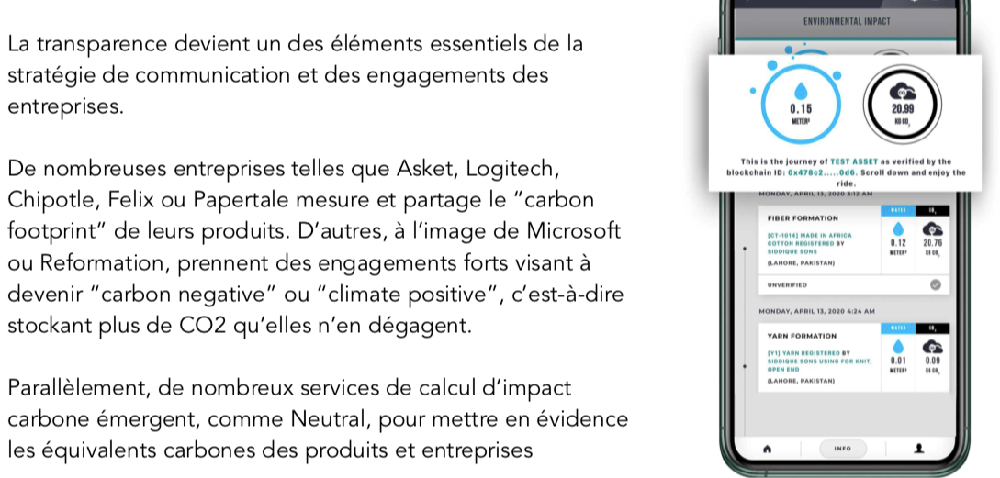 La transparence devient un des éléments essentiels de la
stratégie de communication et des engagements des
entreprises.
De nombreuses entreprises telles que Asket, Logitech,
Chipotle, Felix ou Papertale mesure et partage le “carbon
footprint” de leurs produits. D’autres, à l’image de Microsoft
ou Reformation, prennent des engagements forts visant à
devenir “carbon negative” ou “climate positive”, c’est-à-dire
stockant plus de CO2 qu’elles n’en dégagent.
Parallèlement, de nombreux services de calcul d’impact
carbone émergent, comme Neutral, pour mettre en évidence
les équivalents carbones des produits et entreprises
ENVIRONMENTAL IMPACT
0.15
METER³
20.99
KG CO₂
This is the journey of TEST ASSET as verified by the
blockchain ID: 0x478c2.....0d6. Scroll down and enjoy the
ride.
MONDAY, APRIL 13, 2020 3:12 AM
FIBER FORMATION
WATER
[CT-1014] MADE IN AFRICA
COTTON REGISTERED BY
SIDDIQUE SONS
(LAHORE, PAKISTAN)
0.12
METER³
20.76
KG CO₂
UNVERIFIED
MONDAY, APRIL 13, 2020 4:24 AM
YARN FORMATION
WATER
[Y1] YARN REGISTERED BY
SIDDIQUE SONS USING FOR KNIT,
OPEN END
(LAHORE, PAKISTAN)
0.01
METER³
0.09
KG CO₂
INFO